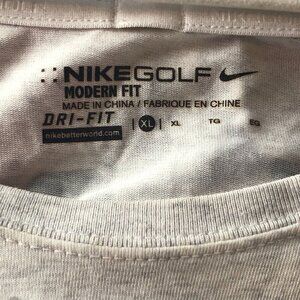 NIKEGOLF
MODERN FIT
MADE IN CHINA / FABRIQUE EN CHINE
DRI-FIT
nikebetterworld.com
| XL | XL TG EG